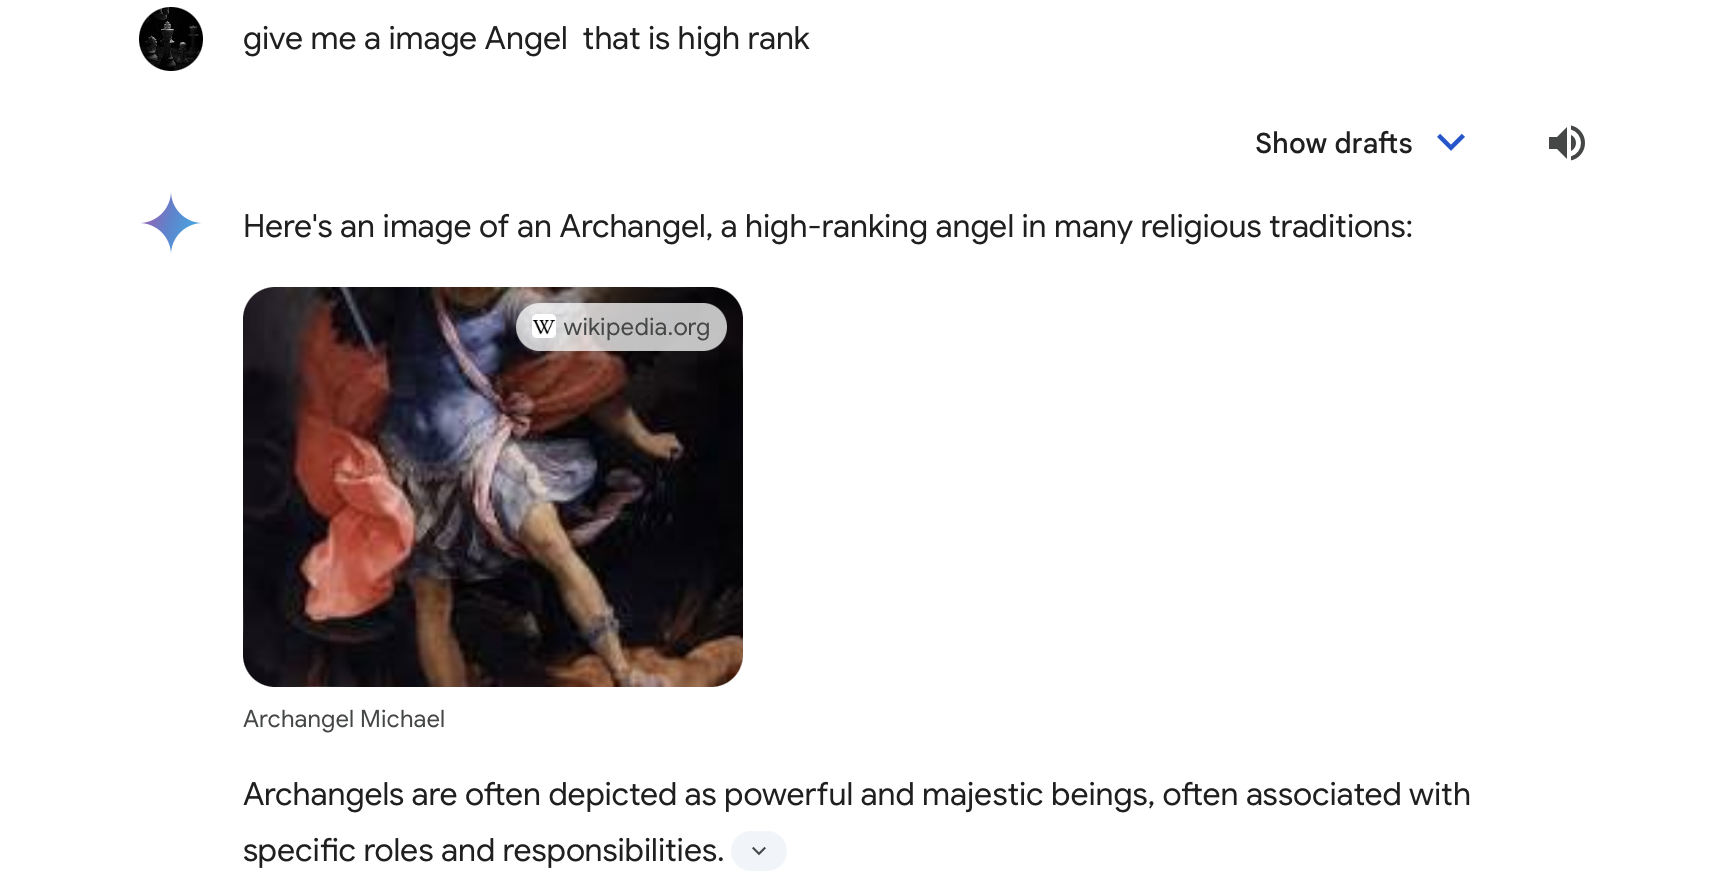 give me a image Angel  that is high rank
Show drafts
Here's an image of an Archangel, a high-ranking angel in many religious traditions:
W wikipedia.org
Archangel Michael
Archangels are often depicted as powerful and majestic beings, often associated with
specific roles and responsibilities.